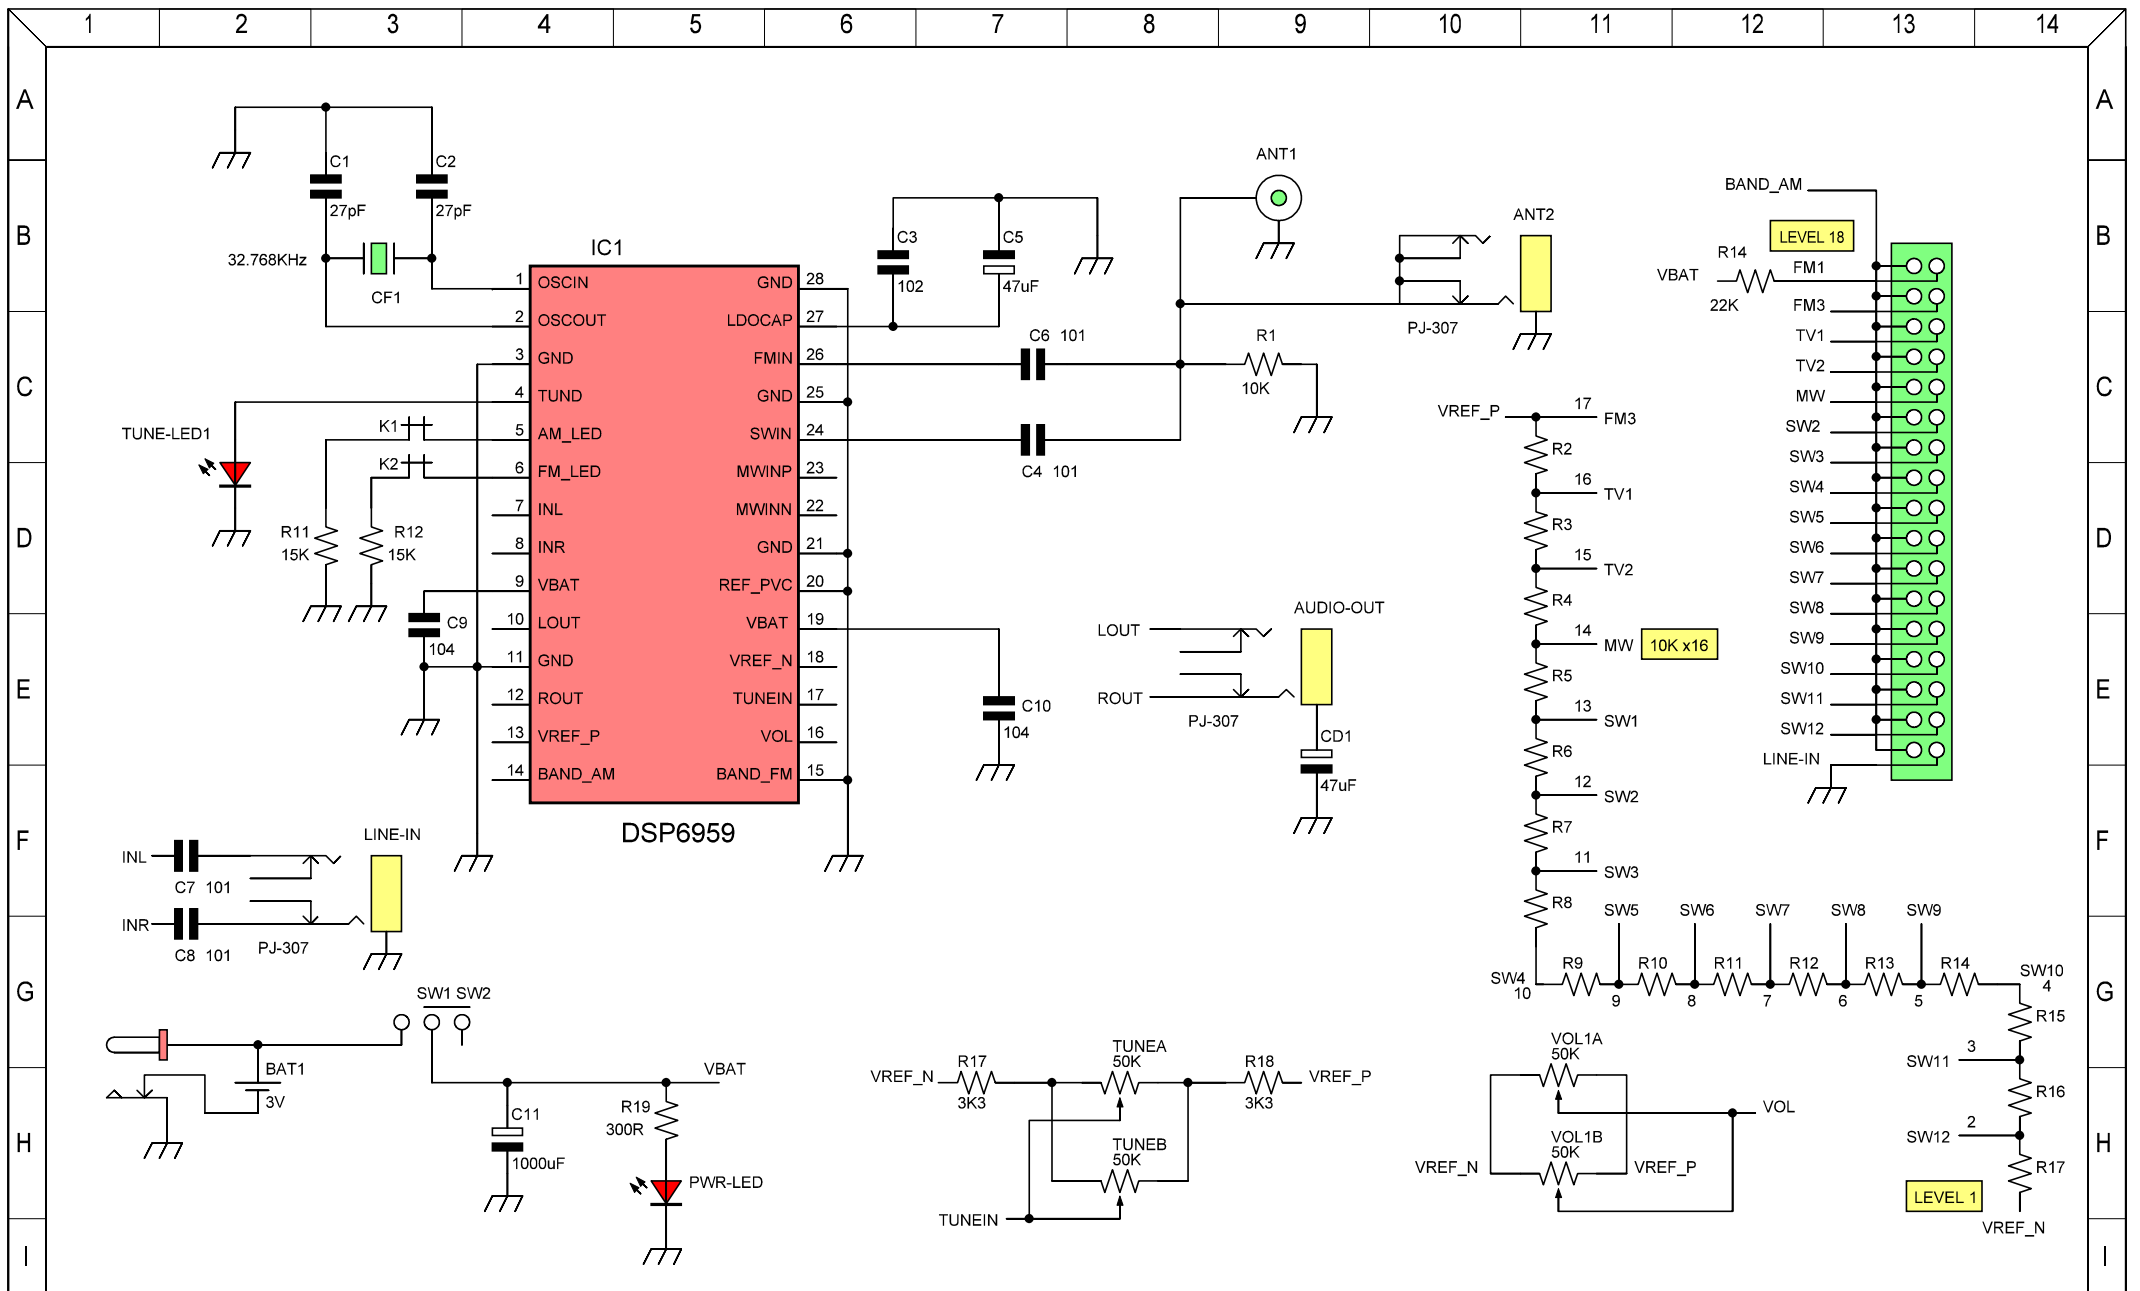 1 2 3 4 5 6 7 8 9 10 11 12 13 14
A
A
B
B
C
C
D
D
E
E
F
F
G
G
H
H
I
I
C1
27pF
C2
27pF
32.768KHz
CF1
IC1
1 OSCIN
2 OSCOUT
3 GND
4 TUND
5 AM_LED
6 FM_LED
7 INL
8 INR
9 VBAT
10 LOUT
11 GND
12 ROUT
13 VREF_P
14 BAND_AM
GND 28
LDOCAP 27
FMIN 26
GND 25
SWIN 24
MWINP 23
MWINN 22
GND 21
REF_PVC 20
VBAT 19
VREF_N 18
TUNEIN 17
VOL 16
BAND_FM 15
DSP6959
TUNE-LED1
K1
K2
R11
15K
R12
15K
C9
104
C3
102
C5
47uF
C6 101
C4 101
R1
10K
ANT1
ANT2
PJ-307
C10
104
LOUT
ROUT
PJ-307
AUDIO-OUT
CD1
47uF
VREF_P
17 FM3
R2
16 TV1
R3
15 TV2
R4
14 MW
10K x16
R5
13 SW1
R6
12 SW2
R7
11 SW3
R8
SW4
10
R9
SW5
9
R10
SW6
8
R11
SW7
7
R12
SW8
6
R13
SW9
5
R14
SW10
4
R15
SW11 3
R16
SW12 2
R17
LEVEL 1
VREF_N
BAND_AM
LEVEL 18
VBAT
R14
22K
FM1
FM3
TV1
TV2
MW
SW2
SW3
SW4
SW5
SW6
SW7
SW8
SW9
SW10
SW11
SW12
LINE-IN
INL
C7 101
INR
C8 101
PJ-307
LINE-IN
SW1 SW2
BAT1
3V
VBAT
C11
1000uF
R19
300R
PWR-LED
VREF_N
R17
3K3
TUNEA
50K
R18
3K3
VREF_P
TUNEB
50K
TUNEIN
VOL1A
50K
VOL
VOL1B
50K
VREF_N
VREF_P